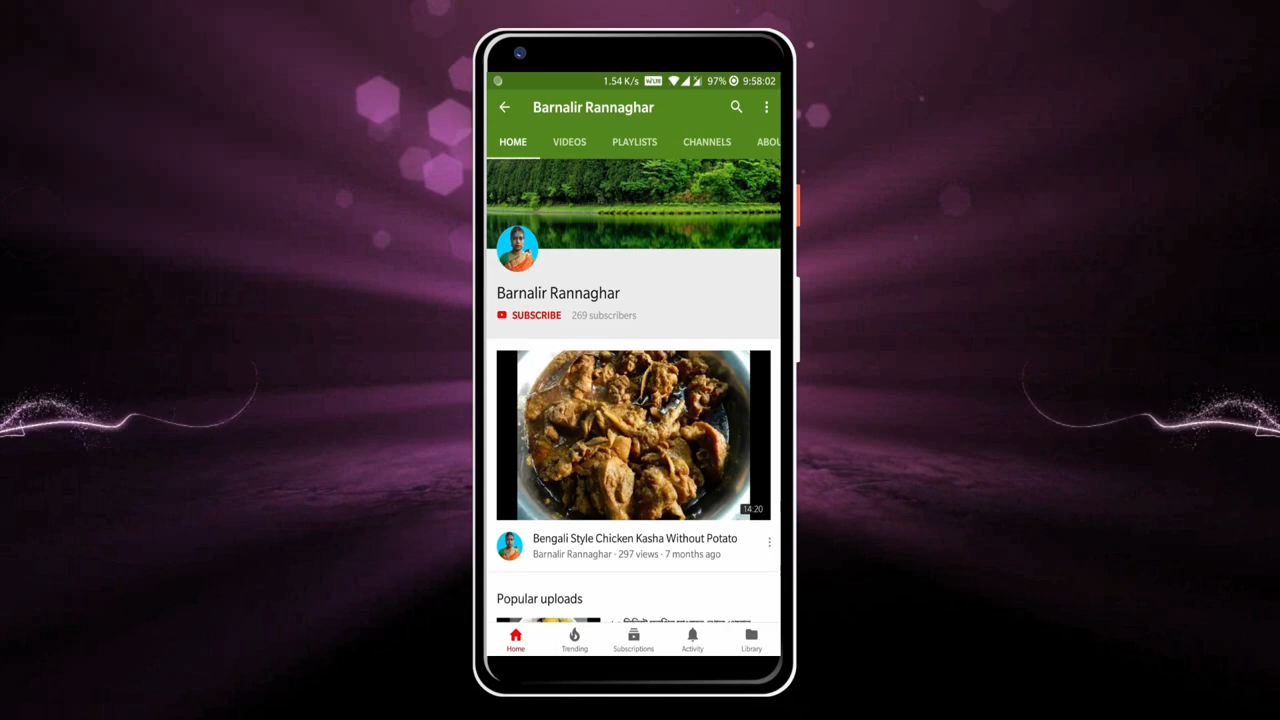 1.54 K/s VoLTE 97% 9:58:02
Barnalir Rannaghar
HOME VIDEOS PLAYLISTS CHANNELS ABOU
Barnalir Rannaghar
SUBSCRIBE 269 subscribers
14:20
Bengali Style Chicken Kasha Without Potato
Barnalir Rannaghar · 297 views · 7 months ago
Popular uploads
Home Trending Subscriptions Activity Library